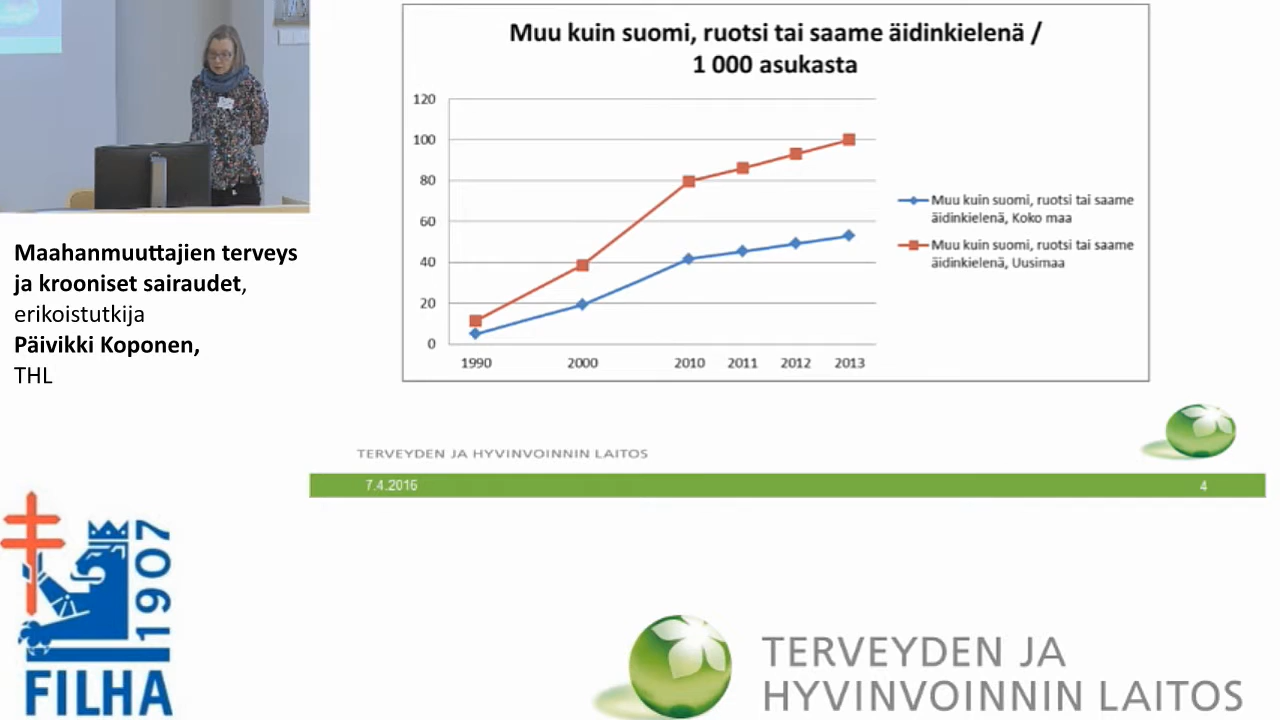 Muu kuin suomi, ruotsi tai saame äidinkielenä /
1 000 asukasta
120
100
80
60
40
20
0
1990 2000 2010 2011 2012 2013
Muu kuin suomi, ruotsi tai saame
äidinkielenä, Koko maa
Muu kuin suomi, ruotsi tai saame
äidinkielenä, Uusimaa
Maahanmuuttajien terveys
ja krooniset sairaudet,
erikoistutkija
Päivikki Koponen,
THL
TERVEYDEN JA HYVINVOINNIN LAITOS
7.4.2016 4
1907
FILHA
TERVEYDEN JA
HYVINVOINNIN LAITOS